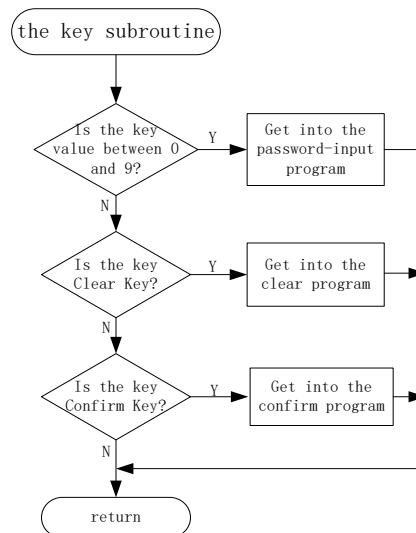 the key subroutine
Is the key
value between 0
and 9?
Y
Get into the
password-input
program
N
Is the key
Clear Key?
Y
Get into the
clear program
N
Is the key
Confirm Key?
Y
Get into the
confirm program
N
return